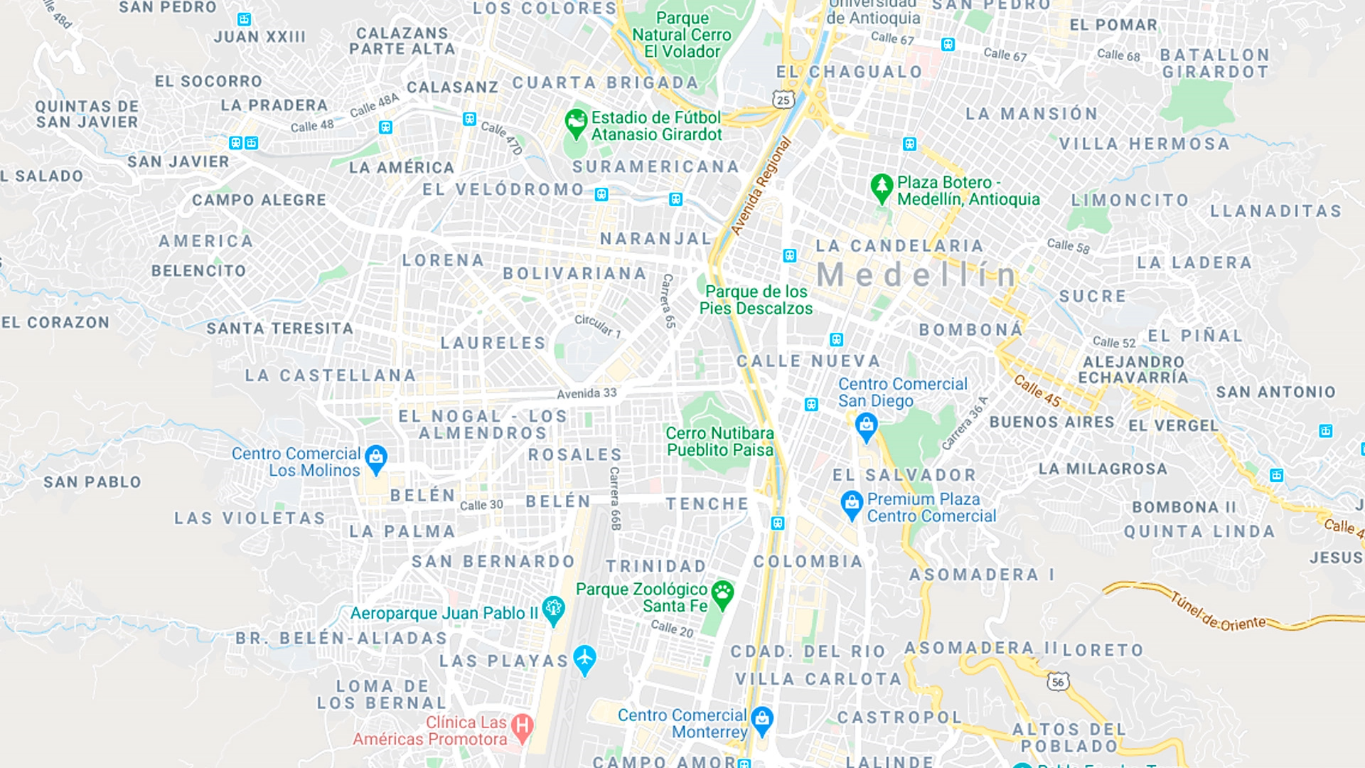 SAN PEDRO
LOS COLORES
Parque
Natural Cerro
El Volador
Universidad
de Antioquia
SAN PEDRO
Calle 48d
JUAN XXIII
CALAZANS
PARTE ALTA
Calle 67
Calle 67
EL POMAR
Calle 68
BATALLON
GIRARDOT
EL SOCORRO
CALASANZ
CUARTA BRIGADA
EL CHAGUALO
25
QUINTAS DE
SAN JAVIER
LA PRADERA
Calle 48A
Calle 48
Calle 47D
Estadio de Fútbol
Atanasio Girardot
LA MANSIÓN
VILLA HERMOSA
SAN JAVIER
LA AMÉRICA
SURAMERICANA
Avenida Regional
L SALADO
EL VELÓDROMO
Plaza Botero -
Medellín, Antioquia
CAMPO ALEGRE
LIMONCITO
LLANADITAS
AMERICA
NARANJAL
LA CANDELARIA
Calle 58
BELENCITO
LORENA
BOLIVARIANA
Medellín
LA LADERA
Carrera 65
Parque de los
Pies Descalzos
SUCRE
EL CORAZON
SANTA TERESITA
Circular 1
BOMBONÁ
EL PIÑAL
LAURELES
Calle 52
CALLE NUEVA
ALEJANDRO
ECHAVARRÍA
LA CASTELLANA
Avenida 33
Centro Comercial
San Diego
Calle 45
SAN ANTONIO
EL NOGAL - LOS
ALMENDROS
Carrera 36 A
BUENOS AIRES
EL VERGEL
Cerro Nutibara
Pueblito Paisa
Centro Comercial
Los Molinos
ROSALES
LA MILAGROSA
SAN PABLO
EL SALVADOR
Carrera 66B
BELÉN
Calle 30
BELÉN
TENCHE
Premium Plaza
Centro Comercial
BOMBONA II
LAS VIOLETAS
LA PALMA
QUINTA LINDA
Calle 4
JESUS
SAN BERNARDO
TRINIDAD
COLOMBIA
ASOMADERA I
Parque Zoológico
Santa Fe
Túnel de Oriente
Aeroparque Juan Pablo II
Calle 20
BR. BELÉN-ALIADAS
CDAD. DEL RIO
ASOMADERA II
LORETO
LAS PLAYAS
VILLA CARLOTA
56
LOMA DE
LOS BERNAL
Centro Comercial
Monterrey
CASTROPOL
Clínica Las
Américas Promotora
H
ALTOS DEL
POBLADO
CAMPO AMOR
LALINDE